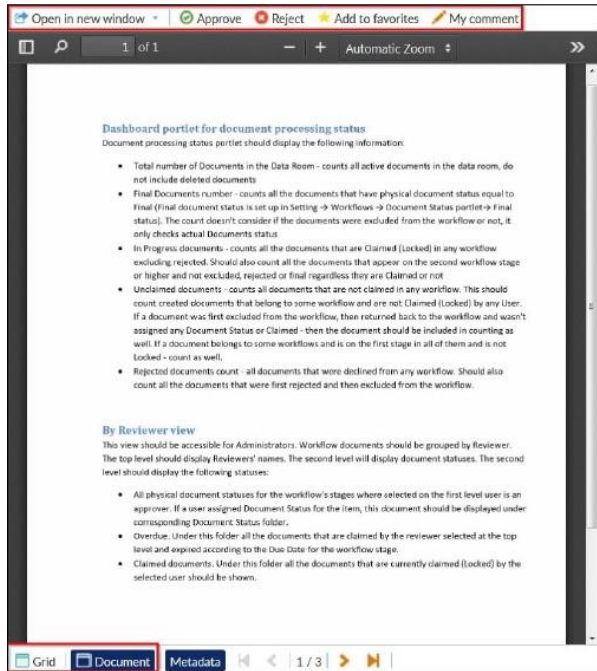 Open in new window Approve Reject Add to favorites My comment
1 of 1 Automatic Zoom
Dashboard portlet for document processing status
Document processing status portlet should display the following information:
• Total number of Documents in the Data Room - counts all active documents in the data room, do
not include deleted documents
• Final Documents number - counts all the documents that have physical document status equal to
Final (Final document status is set up in Setting → Workflows → Document Status portlet→ Final
status). The count doesn't consider if the documents were excluded from the workflow or not, it
only checks actual Documents status
• In Progress documents - counts all the documents that are Claimed (Locked) in any workflow
excluding rejected. Should also count all the documents that appear on the second workflow stage
or higher and not excluded, rejected or final regardless they are Claimed or not
• Unclaimed documents - counts all documents that are not claimed in any workflow. This should
count created documents that belong to some workflow and are not Claimed (Locked) by any User.
If a document was first excluded from the workflow, then returned back to the workflow and wasn't
assigned any Document Status or Claimed - then the document should be included in counting as
well. If a document belongs to some workflows and is on the first stage in all of them and is not
Locked - count as well.
• Rejected documents count - all documents that were declined from any workflow. Should also
count all the documents that were first rejected and then excluded from the workflow.
By Reviewer view
This view should be accessible for Administrators. Workflow documents should be grouped by Reviewer.
The top level should display Reviewers' names. The second level will display document statuses. The second
level should display the following statuses:
• All physical document statuses for the workflow's stages where selected on the first level user is an
approver. If a user assigned Document Status for the item, this document should be displayed under
corresponding Document Status folder.
• Overdue. Under this folder all the documents that are claimed by the reviewer selected at the top
level and expired according to the Due Date for the workflow stage.
• Claimed documents. Under this folder all the documents that are currently claimed (Locked) by the
selected user should be shown.
Grid Document Metadata 1 / 3